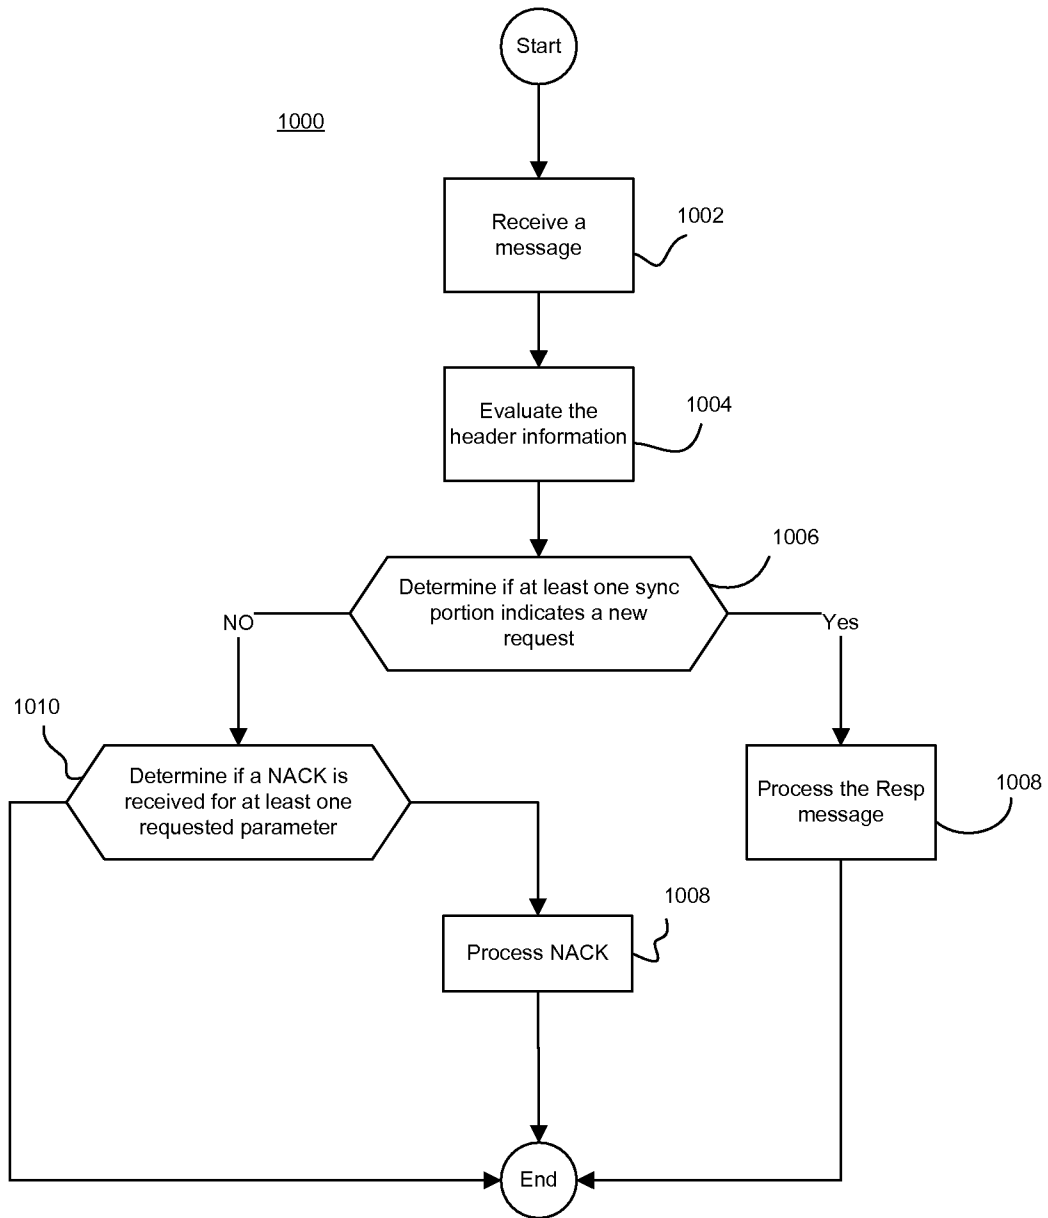 Start
1000
Receive a
message
1002
Evaluate the
header information
1004
1006
Determine if at least one sync
portion indicates a new
request
NO
Yes
1010
Determine if a NACK is
received for at least one
requested parameter
Process the Resp
message
1008
1008
Process NACK
End